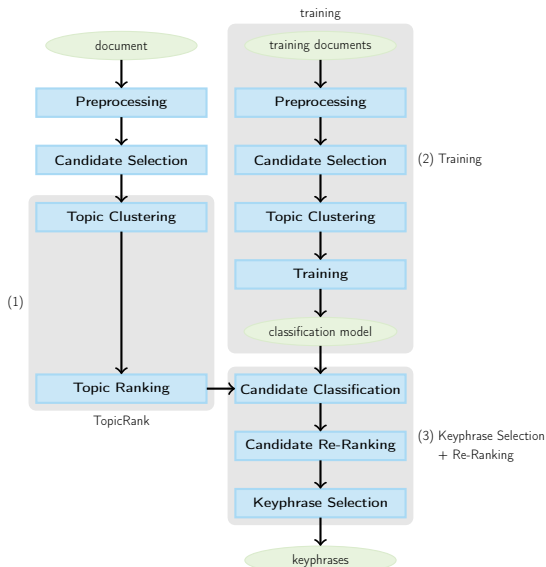 training
document
training documents
Preprocessing
Preprocessing
Candidate Selection
Candidate Selection
(2) Training
Topic Clustering
Topic Clustering
Training
(1)
classification model
Topic Ranking
Candidate Classification
TopicRank
Candidate Re-Ranking
(3) Keyphrase Selection
+ Re-Ranking
Keyphrase Selection
keyphrases